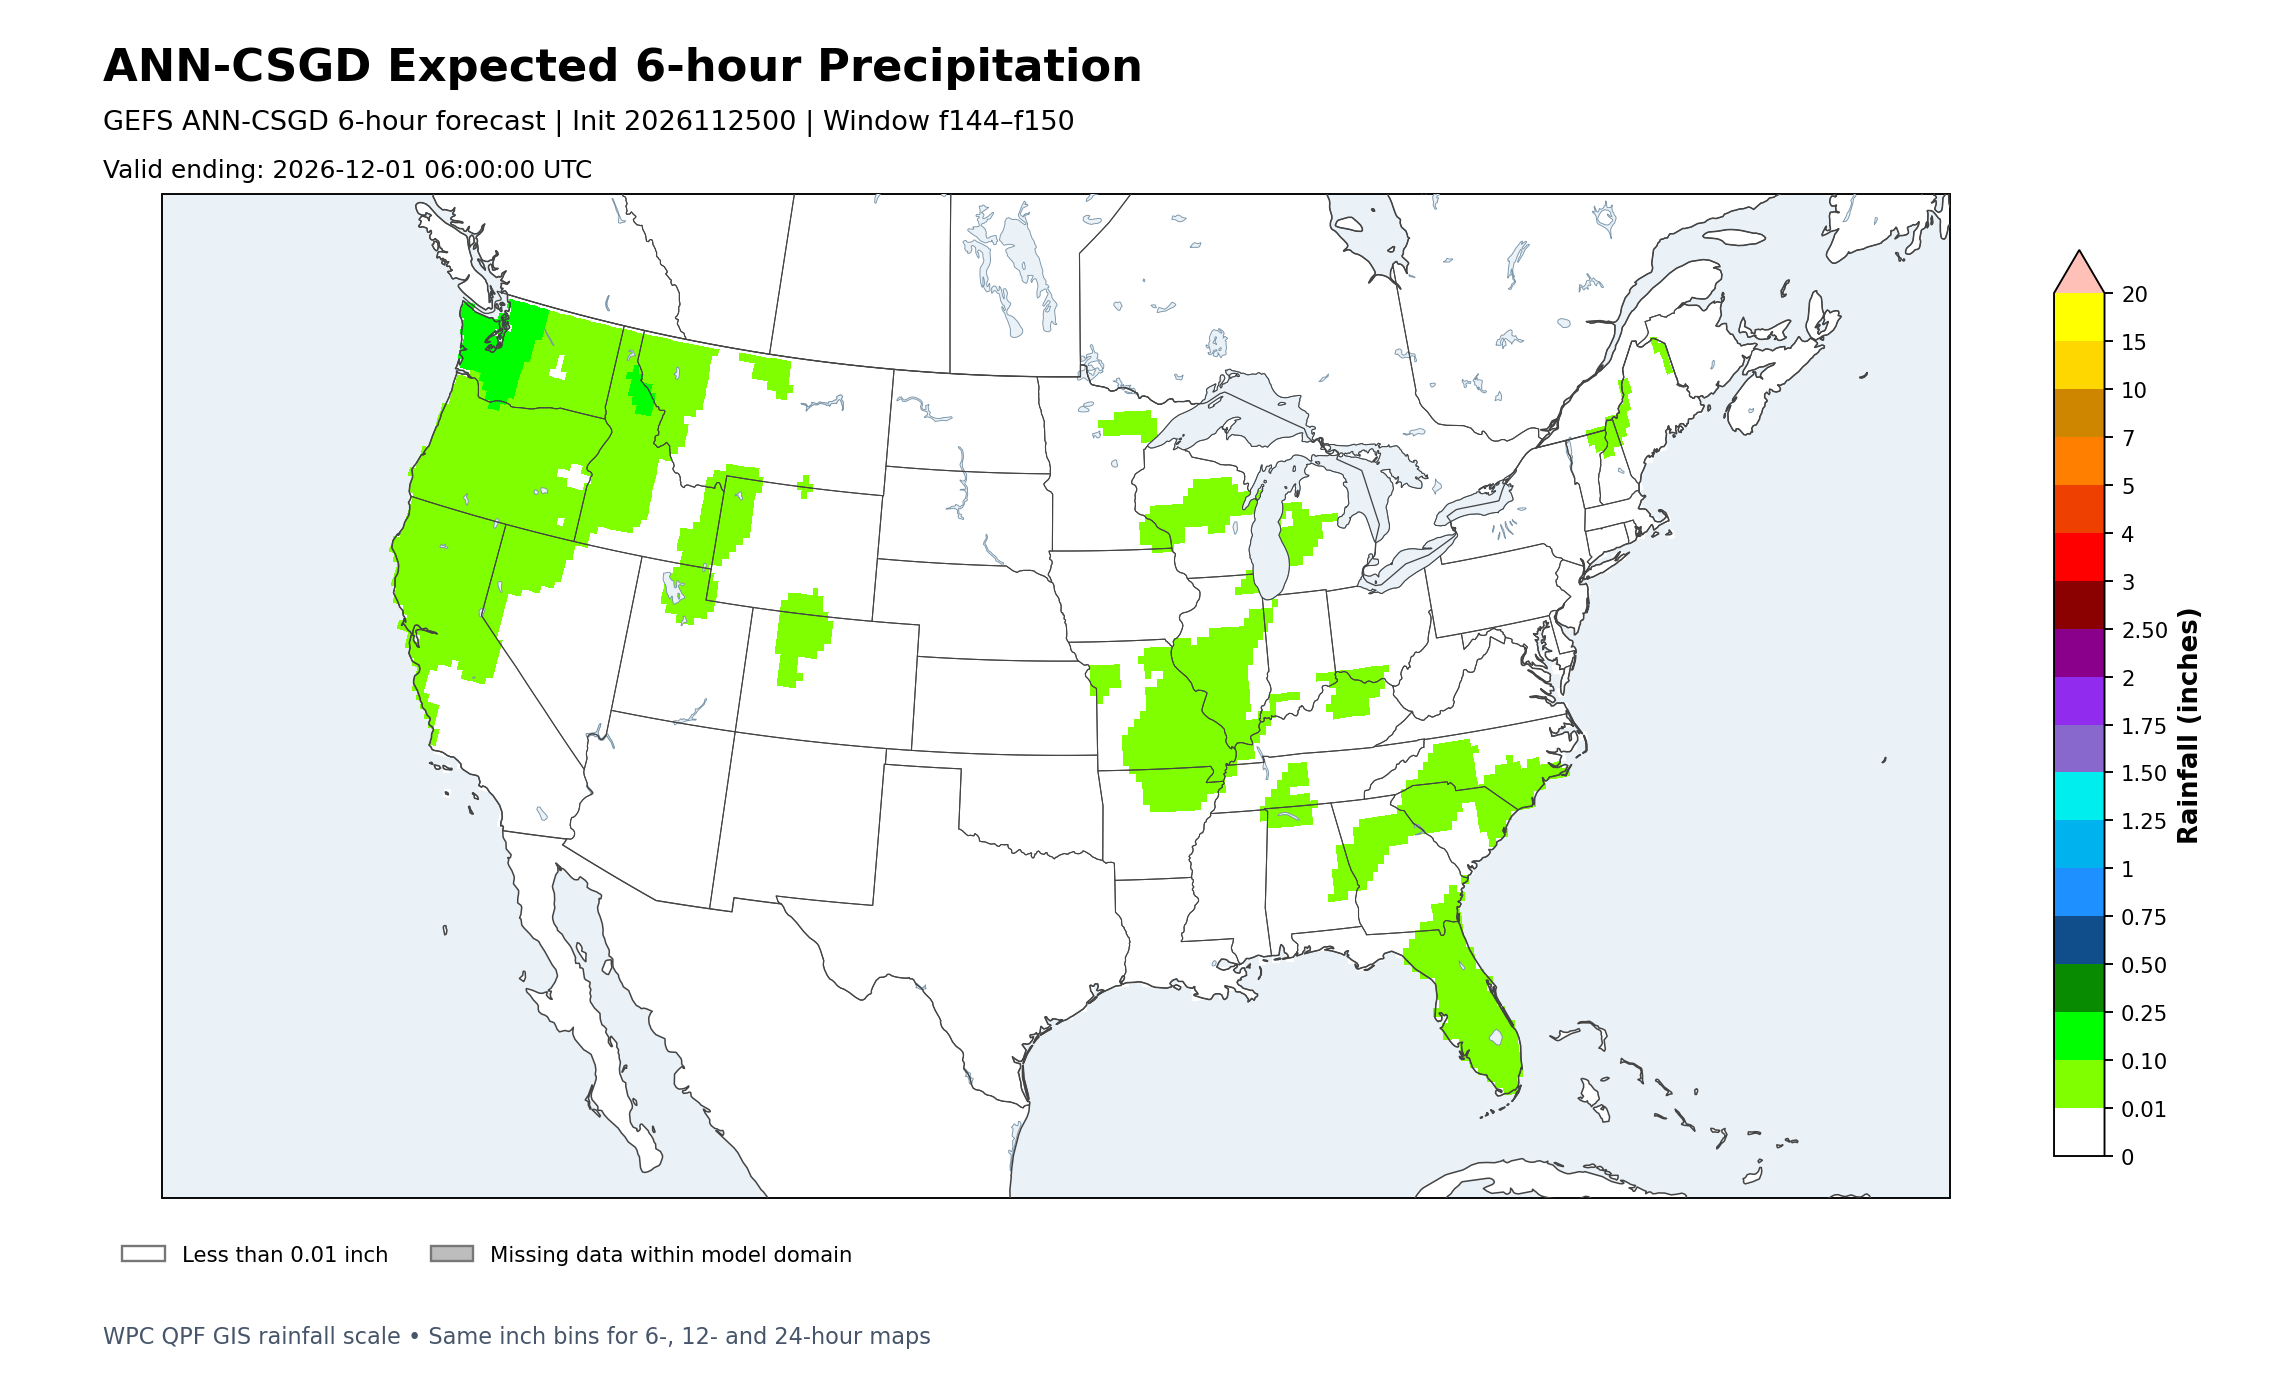 ANN-CSGD Expected 6-hour Precipitation
GEFS ANN-CSGD 6-hour forecast | Init 2026112500 | Window f144–f150
Valid ending: 2026-12-01 06:00:00 UTC
20
15
10
7
5
4
3
2.50
2
1.75
1.50
1.25
1
0.75
0.50
0.25
0.10
0.01
0
Rainfall (inches)
Less than 0.01 inch
Missing data within model domain
WPC QPF GIS rainfall scale • Same inch bins for 6-, 12- and 24-hour maps